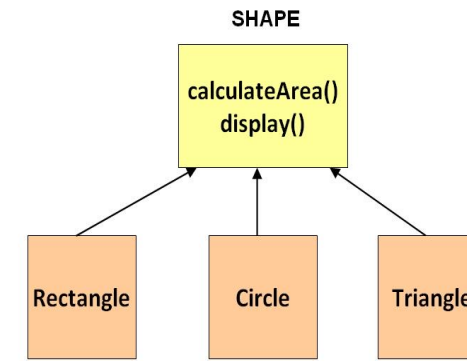 SHAPE
calculateArea()
display()
Rectangle
Circle
Triangle